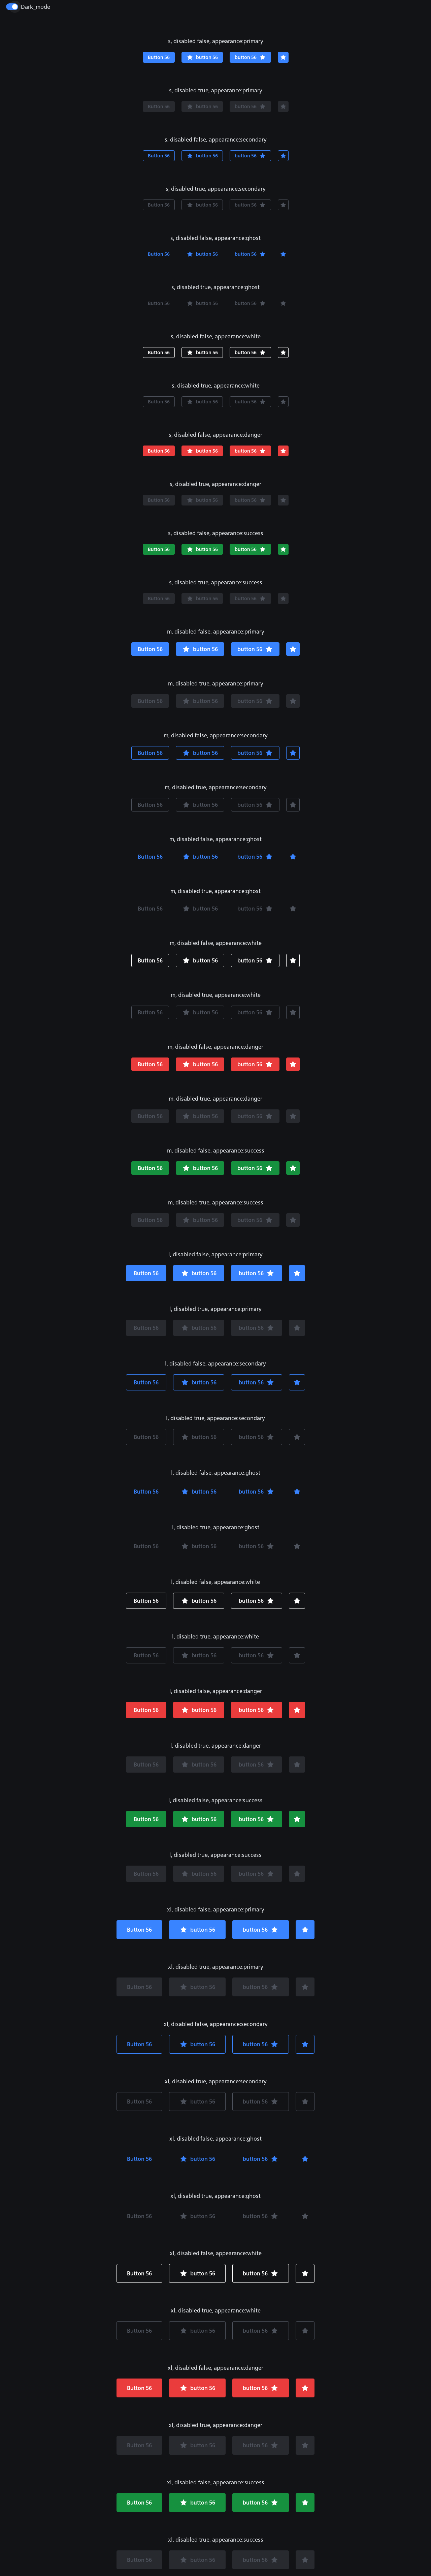 Dark_mode
s, disabled false, appearance:primary
Button 56 button 56 button 56
s, disabled true, appearance:primary
Button 56 button 56 button 56
s, disabled false, appearance:secondary
Button 56 button 56 button 56
s, disabled true, appearance:secondary
Button 56 button 56 button 56
s, disabled false, appearance:ghost
Button 56 button 56 button 56
s, disabled true, appearance:ghost
Button 56 button 56 button 56
s, disabled false, appearance:white
Button 56 button 56 button 56
s, disabled true, appearance:white
Button 56 button 56 button 56
s, disabled false, appearance:danger
Button 56 button 56 button 56
s, disabled true, appearance:danger
Button 56 button 56 button 56
s, disabled false, appearance:success
Button 56 button 56 button 56
s, disabled true, appearance:success
Button 56 button 56 button 56
m, disabled false, appearance:primary
Button 56 button 56 button 56
m, disabled true, appearance:primary
Button 56 button 56 button 56
m, disabled false, appearance:secondary
Button 56 button 56 button 56
m, disabled true, appearance:secondary
Button 56 button 56 button 56
m, disabled false, appearance:ghost
Button 56 button 56 button 56
m, disabled true, appearance:ghost
Button 56 button 56 button 56
m, disabled false, appearance:white
Button 56 button 56 button 56
m, disabled true, appearance:white
Button 56 button 56 button 56
m, disabled false, appearance:danger
Button 56 button 56 button 56
m, disabled true, appearance:danger
Button 56 button 56 button 56
m, disabled false, appearance:success
Button 56 button 56 button 56
m, disabled true, appearance:success
Button 56 button 56 button 56
l, disabled false, appearance:primary
Button 56 button 56 button 56
l, disabled true, appearance:primary
Button 56 button 56 button 56
l, disabled false, appearance:secondary
Button 56 button 56 button 56
l, disabled true, appearance:secondary
Button 56 button 56 button 56
l, disabled false, appearance:ghost
Button 56 button 56 button 56
l, disabled true, appearance:ghost
Button 56 button 56 button 56
l, disabled false, appearance:white
Button 56 button 56 button 56
l, disabled true, appearance:white
Button 56 button 56 button 56
l, disabled false, appearance:danger
Button 56 button 56 button 56
l, disabled true, appearance:danger
Button 56 button 56 button 56
l, disabled false, appearance:success
Button 56 button 56 button 56
l, disabled true, appearance:success
Button 56 button 56 button 56
xl, disabled false, appearance:primary
Button 56 button 56 button 56
xl, disabled true, appearance:primary
Button 56 button 56 button 56
xl, disabled false, appearance:secondary
Button 56 button 56 button 56
xl, disabled true, appearance:secondary
Button 56 button 56 button 56
xl, disabled false, appearance:ghost
Button 56 button 56 button 56
xl, disabled true, appearance:ghost
Button 56 button 56 button 56
xl, disabled false, appearance:white
Button 56 button 56 button 56
xl, disabled true, appearance:white
Button 56 button 56 button 56
xl, disabled false, appearance:danger
Button 56 button 56 button 56
xl, disabled true, appearance:danger
Button 56 button 56 button 56
xl, disabled false, appearance:success
Button 56 button 56 button 56
xl, disabled true, appearance:success
Button 56 button 56 button 56